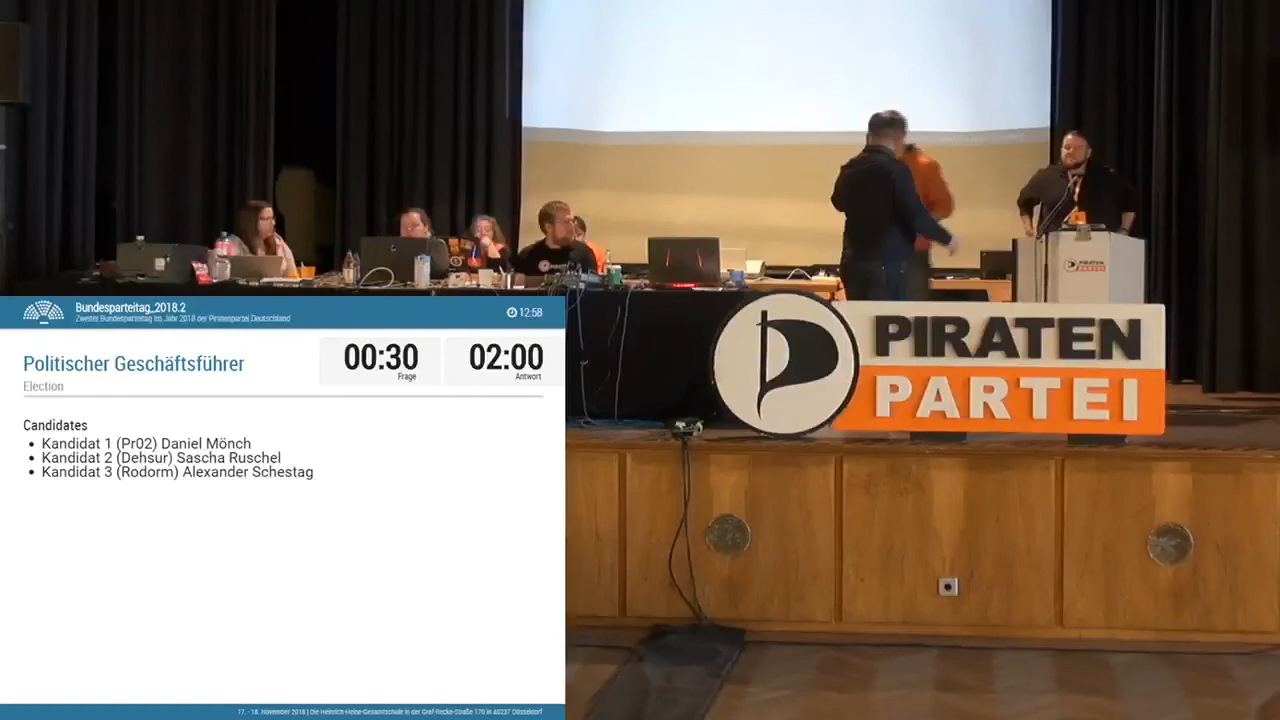 Bundesparteitag_2018.2
Zweiter Bundesparteitag im Jahr 2018 der Piratenpartei Deutschland
12:58
Politischer Geschäftsführer
Election
00:30
Frage
02:00
Antwort
Candidates
Kandidat 1 (Pr02) Daniel Mönch
Kandidat 2 (Dehsur) Sascha Ruschel
Kandidat 3 (Rodorm) Alexander Schestag
17. - 18. November 2018 | Die Heinrich-Heine-Gesamtschule in der Graf-Recke-Straße 170 in 40237 Düsseldorf
PIRATEN
PARTEI
PIRATEN
PARTEI